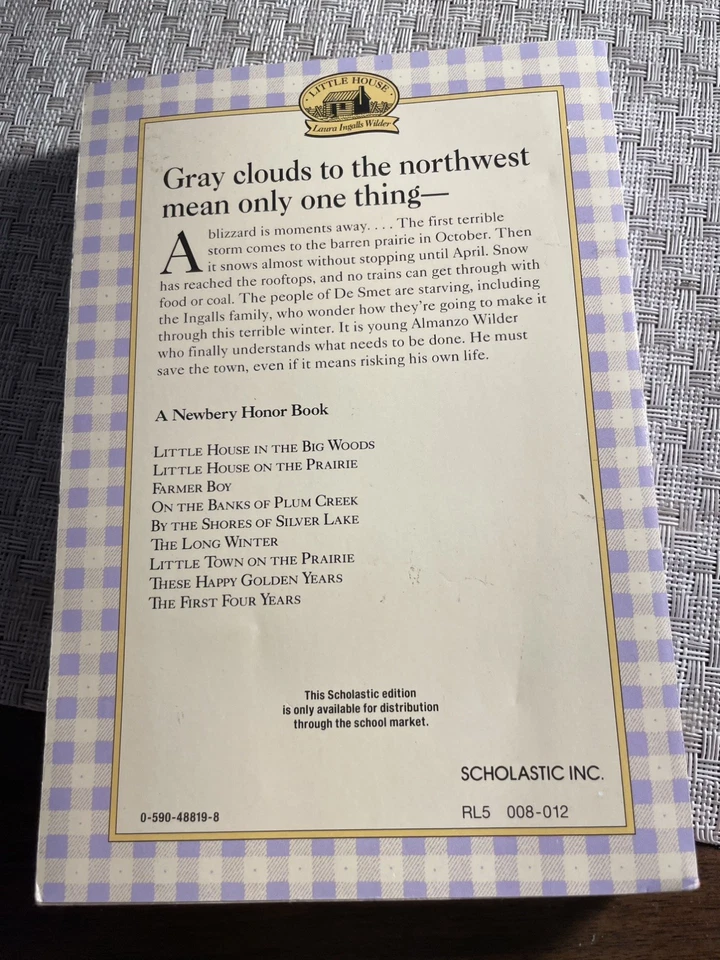 LITTLE HOUSE
Laura Ingalls Wilder
Gray clouds to the northwest
mean only one thing—
A blizzard is moments away. . . . The first terrible
storm comes to the barren prairie in October. Then
it snows almost without stopping until April. Snow
has reached the rooftops, and no trains can get through with
food or coal. The people of De Smet are starving, including
the Ingalls family, who wonder how they're going to make it
through this terrible winter. It is young Almanzo Wilder
who finally understands what needs to be done. He must
save the town, even if it means risking his own life.
A Newbery Honor Book
LITTLE HOUSE IN THE BIG WOODS
LITTLE HOUSE ON THE PRAIRIE
FARMER BOY
ON THE BANKS OF PLUM CREEK
BY THE SHORES OF SILVER LAKE
THE LONG WINTER
LITTLE TOWN ON THE PRAIRIE
THESE HAPPY GOLDEN YEARS
THE FIRST FOUR YEARS
This Scholastic edition
is only available for distribution
through the school market.
SCHOLASTIC INC.
0-590-48819-8
RL5 008-012